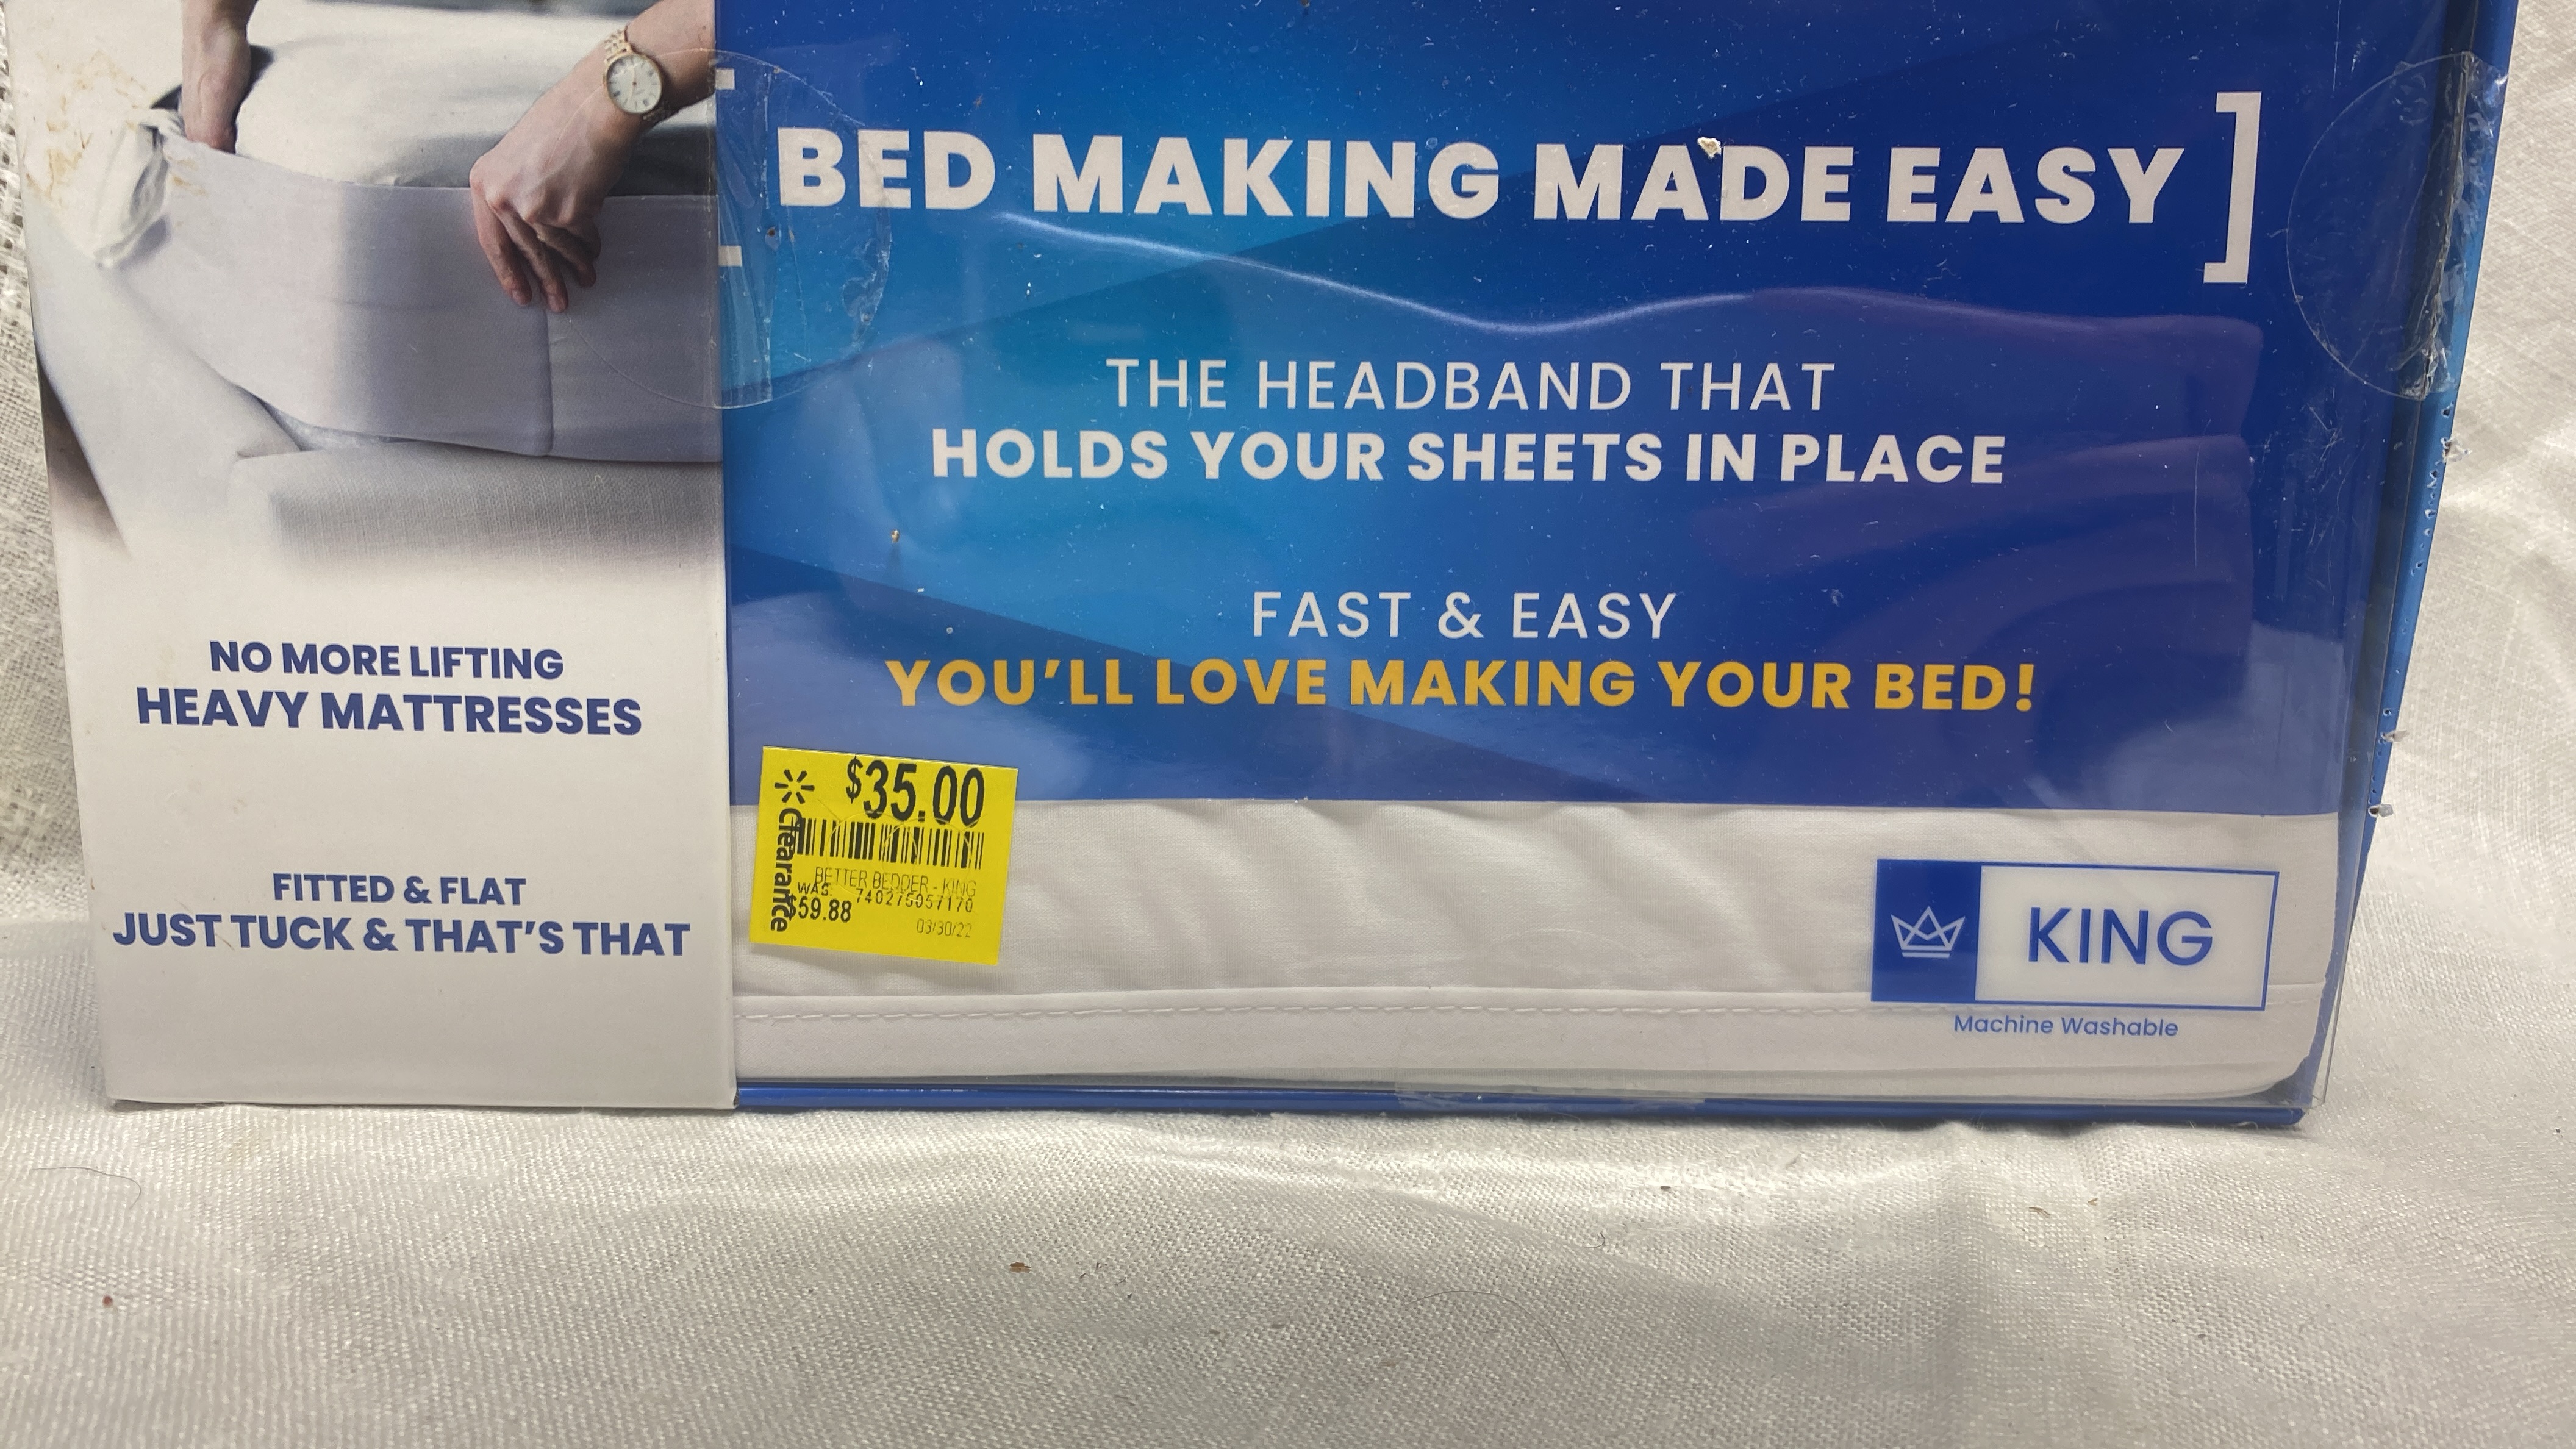 BED MAKING MADE EASY]
THE HEADBAND THAT
HOLDS YOUR SHEETS IN PLACE
FAST & EASY
YOU'LL LOVE MAKING YOUR BED!
NO MORE LIFTING
HEAVY MATTRESSES
FITTED & FLAT
JUST TUCK & THAT'S THAT
$35.00
Clearance
BETTER BEDDER - KING
WAS 740275057170
$59.88
03/30/22
KING
Machine Washable